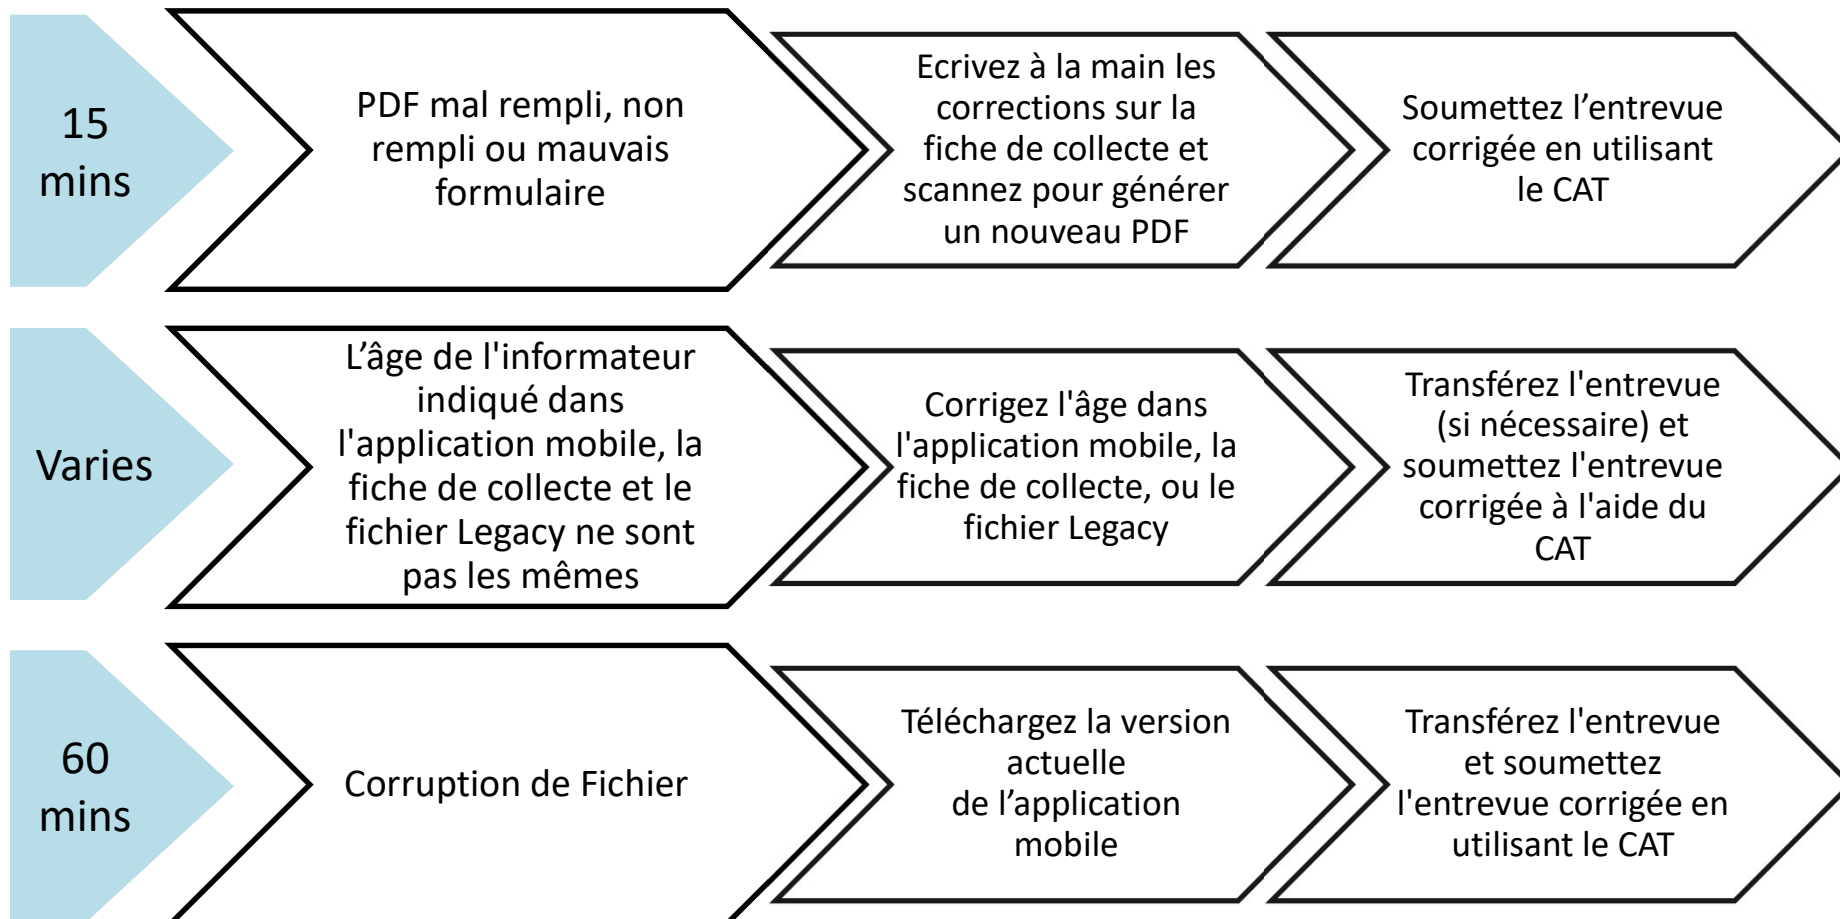 15
mins
PDF mal rempli, non
rempli ou mauvais
formulaire
Ecrivez à la main les
corrections sur la
fiche de collecte et
scannez pour générer
un nouveau PDF
Soumettez l’entrevue
corrigée en utilisant
le CAT
Varies
L’âge de l'informateur
indiqué dans
l'application mobile, la
fiche de collecte et le
fichier Legacy ne sont
pas les mêmes
Corrigez l'âge dans
l'application mobile, la
fiche de collecte, ou le
fichier Legacy
Transférez l'entrevue
(si nécessaire) et
soumettez l'entrevue
corrigée à l'aide du
CAT
60
mins
Corruption de Fichier
Téléchargez la version
actuelle
de l’application
mobile
Transférez l'entrevue
et soumettez
l'entrevue corrigée en
utilisant le CAT